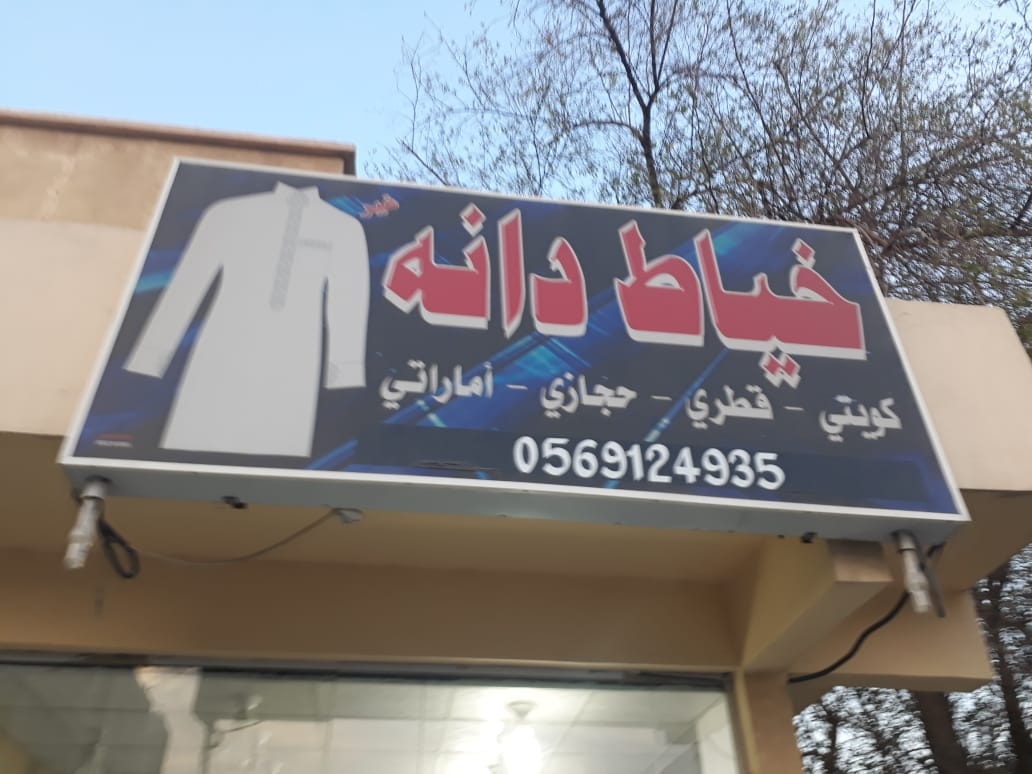 خياط دانه
كويتي - قطري - حجازي - أماراتي
0569124935